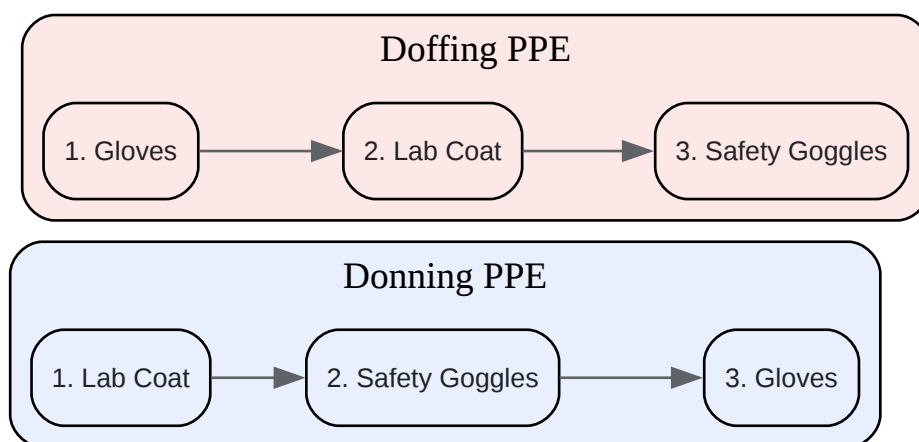 Doffing PPE
1. Gloves
2. Lab Coat
3. Safety Goggles
Donning PPE
1. Lab Coat
2. Safety Goggles
3. Gloves